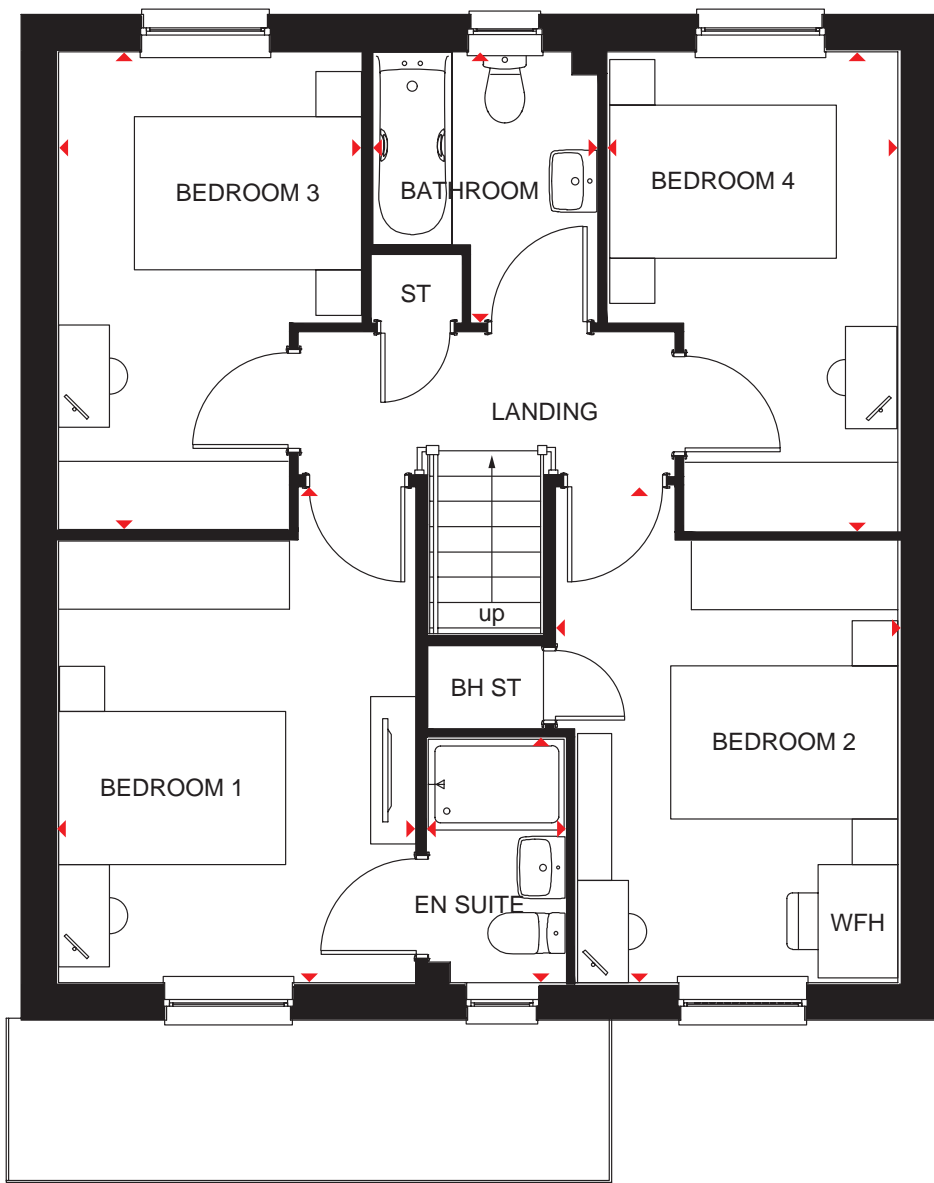 BEDROOM 3
BATHROOM
BEDROOM 4
ST
LANDING
up
BH ST
BEDROOM 2
BEDROOM 1
EN SUITE
WFH